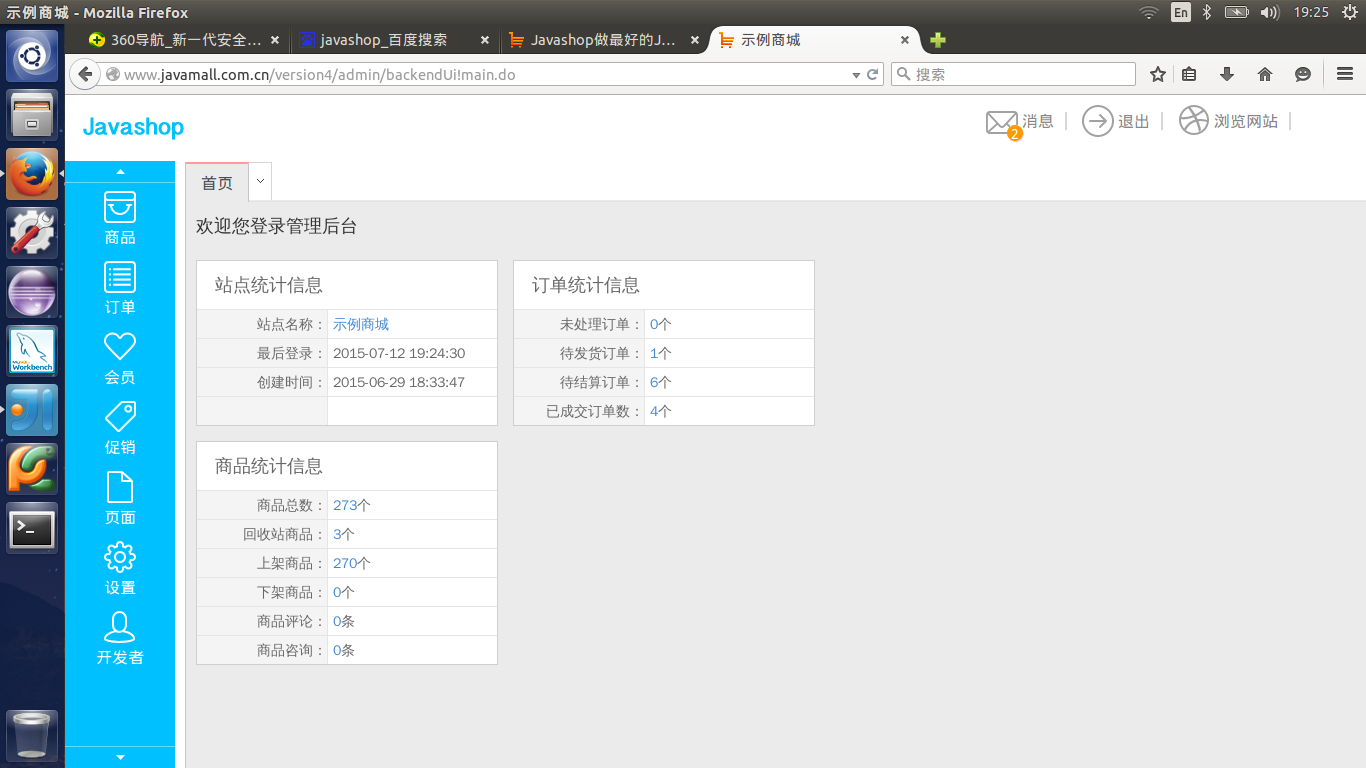 示例商城 - Mozilla Firefox
En
19:25
360导航_新一代安全…
javashop_百度搜索
Javashop做最好的J…
示例商城
www.javamall.com.cn/version4/admin/backendUi!main.do
搜索
Javashop
2
消息
退出
浏览网站
商品
订单
会员
促销
页面
设置
开发者
首页
欢迎您登录管理后台
站点统计信息
站点名称： 示例商城
最后登录： 2015-07-12 19:24:30
创建时间： 2015-06-29 18:33:47
订单统计信息
未处理订单： 0个
待发货订单： 1个
待结算订单： 6个
已成交订单数： 4个
商品统计信息
商品总数： 273个
回收站商品： 3个
上架商品： 270个
下架商品： 0个
商品评论： 0条
商品咨询： 0条